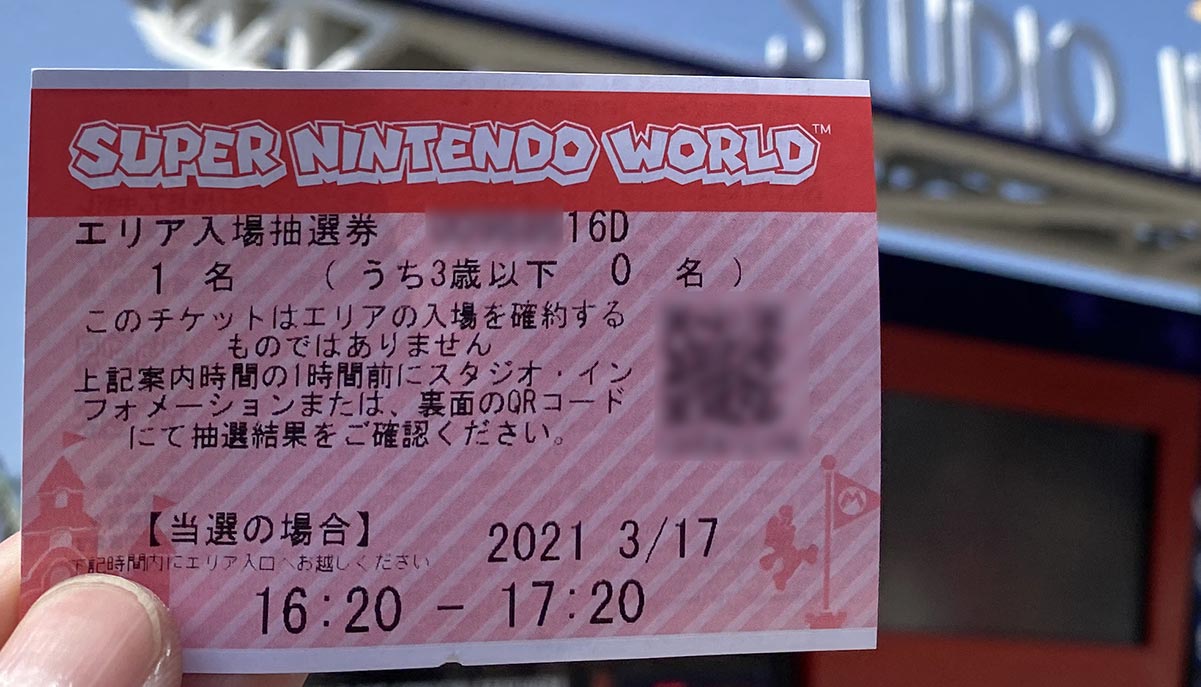 STUDIO
SUPER NINTENDO WORLD™
エリア入場抽選券 16D
1 名 ( うち3歳以下 0 名 )
このチケットはエリアの入場を確約する
ものではありません
上記案内時間の1時間前にスタジオ・イン
フォメーションまたは、裏面のQRコード
にて抽選結果をご確認ください。
【当選の場合】 2021 3/17
下記時間内にエリア入口へお越しください
16:20 - 17:20
M